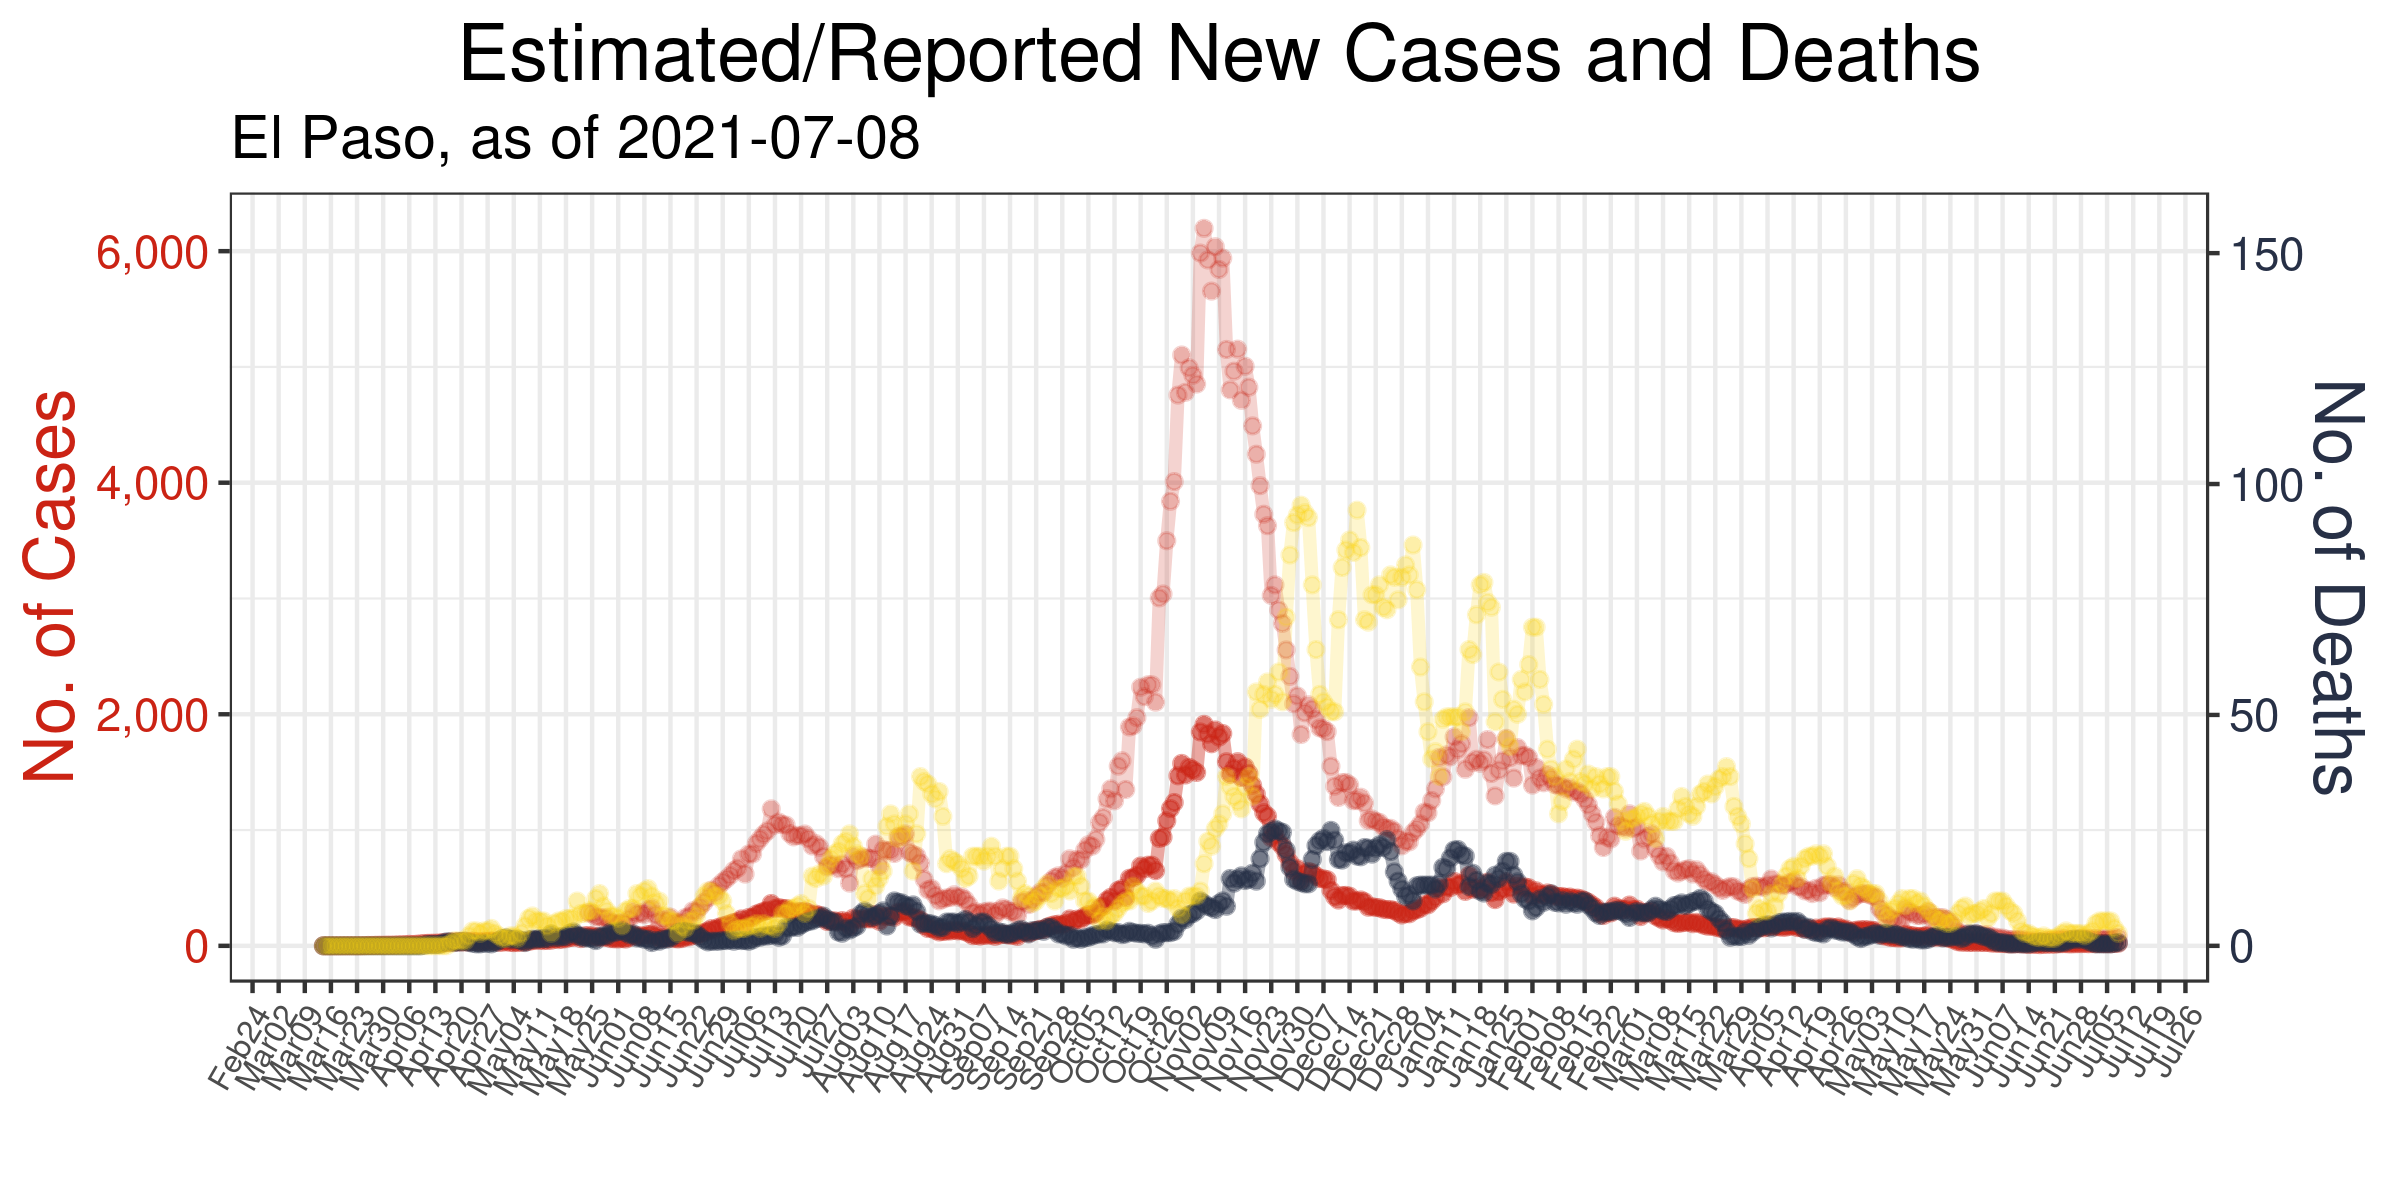 Estimated/Reported New Cases and Deaths
El Paso, as of 2021-07-08
No. of Cases
6,000
4,000
2,000
0
150
100
50
0
No. of Deaths
Feb24
Mar02
Mar09
Mar16
Mar23
Mar30
Apr06
Apr13
Apr20
Apr27
May04
May11
May18
May25
Jun01
Jun08
Jun15
Jun22
Jun29
Jul06
Jul13
Jul20
Jul27
Aug03
Aug10
Aug17
Aug24
Aug31
Sep07
Sep14
Sep21
Sep28
Oct05
Oct12
Oct19
Oct26
Nov02
Nov09
Nov16
Nov23
Nov30
Dec07
Dec14
Dec21
Dec28
Jan04
Jan11
Jan18
Jan25
Feb01
Feb08
Feb15
Feb22
Mar01
Mar08
Mar15
Mar22
Mar29
Apr05
Apr12
Apr19
Apr26
May03
May10
May17
May24
May31
Jun07
Jun14
Jun21
Jun28
Jul05
Jul12
Jul19
Jul26